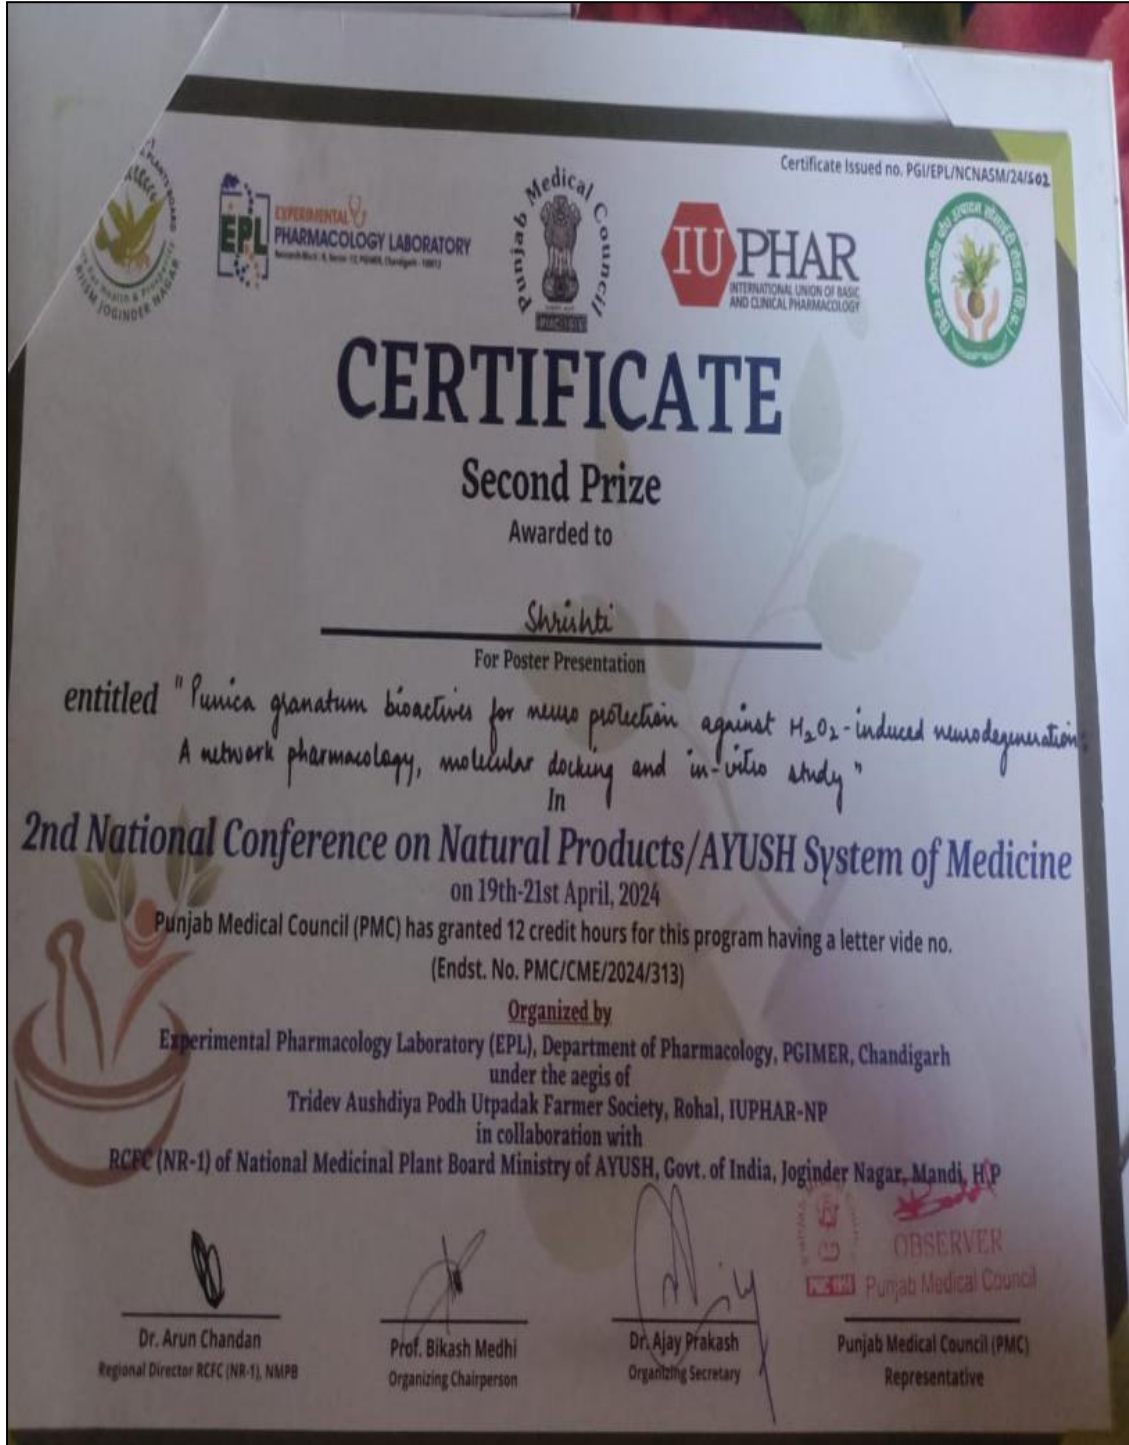 Certificate Issued no. PGI/EPL/NCNASM/24/502
JOGINDER NAGAR
EPL
EXPERIMENTAL
PHARMACOLOGY LABORATORY
Punjab Medical Council
IUPHAR
INTERNATIONAL UNION OF BASIC
AND CLINICAL PHARMACOLOGY
CERTIFICATE
Second Prize
Awarded to
Shrishti
For Poster Presentation
entitled "Punica granatum bioactives for neuro protection against H₂O₂-induced neurodegeneration:
A network pharmacology, molecular docking and in-vitro study"
In
2nd National Conference on Natural Products/AYUSH System of Medicine
on 19th-21st April, 2024
Punjab Medical Council (PMC) has granted 12 credit hours for this program having a letter vide no.
(Endst. No. PMC/CME/2024/313)
Organized by
Experimental Pharmacology Laboratory (EPL), Department of Pharmacology, PGIMER, Chandigarh
under the aegis of
Tridev Aushdiya Podh Utpadak Farmer Society, Rohal, IUPHAR-NP
in collaboration with
RCFC (NR-1) of National Medicinal Plant Board Ministry of AYUSH, Govt. of India, Joginder Nagar, Mandi, H.P
OBSERVER
Punjab Medical Council
Dr. Arun Chandan
Regional Director RCFC (NR-1), NMPB
Prof. Bikash Medhi
Organizing Chairperson
Dr. Ajay Prakash
Organizing Secretary
Punjab Medical Council (PMC)
Representative